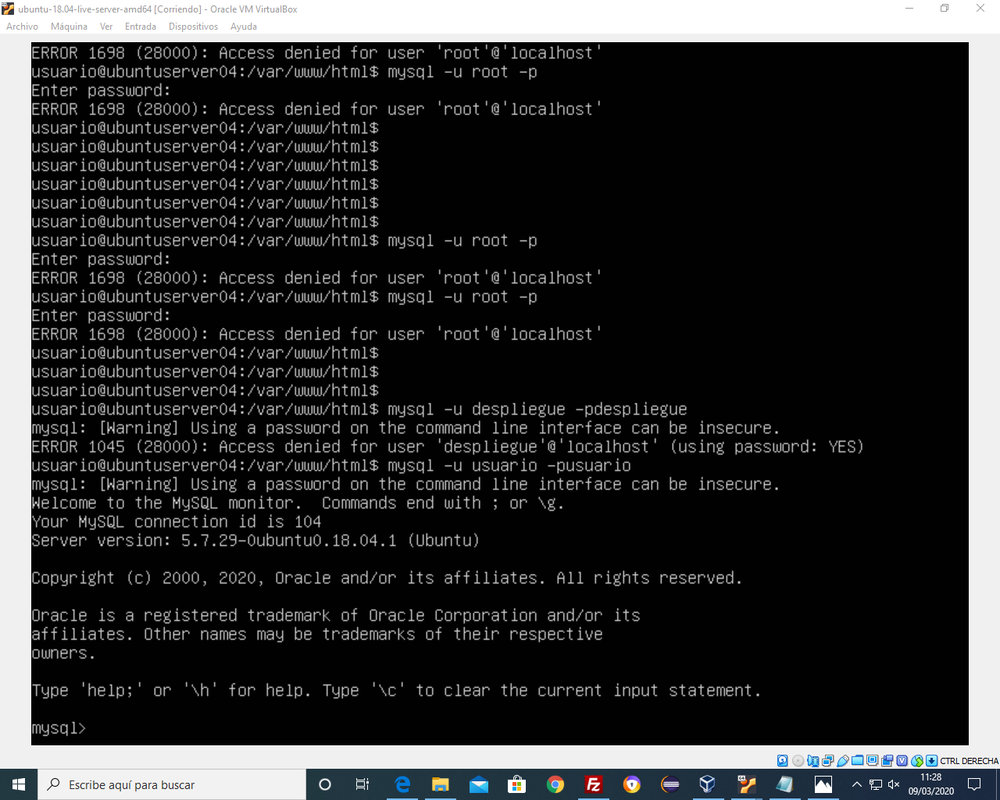 ubuntu-18.04-live-server-amd64 [Corriendo] - Oracle VM VirtualBox
Archivo Máquina Ver Entrada Dispositivos Ayuda
ERROR 1698 (28000): Access denied for user 'root'@'localhost'
usuario@ubuntuserver04:/var/www/html$ mysql -u root -p
Enter password:
ERROR 1698 (28000): Access denied for user 'root'@'localhost'
usuario@ubuntuserver04:/var/www/html$
usuario@ubuntuserver04:/var/www/html$
usuario@ubuntuserver04:/var/www/html$
usuario@ubuntuserver04:/var/www/html$
usuario@ubuntuserver04:/var/www/html$
usuario@ubuntuserver04:/var/www/html$
usuario@ubuntuserver04:/var/www/html$ mysql -u root -p
Enter password:
ERROR 1698 (28000): Access denied for user 'root'@'localhost'
usuario@ubuntuserver04:/var/www/html$ mysql -u root -p
Enter password:
ERROR 1698 (28000): Access denied for user 'root'@'localhost'
usuario@ubuntuserver04:/var/www/html$
usuario@ubuntuserver04:/var/www/html$
usuario@ubuntuserver04:/var/www/html$
usuario@ubuntuserver04:/var/www/html$ mysql -u despliegue -pdespliegue
mysql: [Warning] Using a password on the command line interface can be insecure.
ERROR 1045 (28000): Access denied for user 'despliegue'@'localhost' (using password: YES)
usuario@ubuntuserver04:/var/www/html$ mysql -u usuario -pusuario
mysql: [Warning] Using a password on the command line interface can be insecure.
Welcome to the MySQL monitor.  Commands end with ; or \g.
Your MySQL connection id is 104
Server version: 5.7.29-0ubuntu0.18.04.1 (Ubuntu)
Copyright (c) 2000, 2020, Oracle and/or its affiliates. All rights reserved.
Oracle is a registered trademark of Oracle Corporation and/or its
affiliates. Other names may be trademarks of their respective
owners.
Type 'help;' or '\h' for help. Type '\c' to clear the current input statement.
mysql>
CTRL DERECHA
Escribe aquí para buscar
11:28
09/03/2020